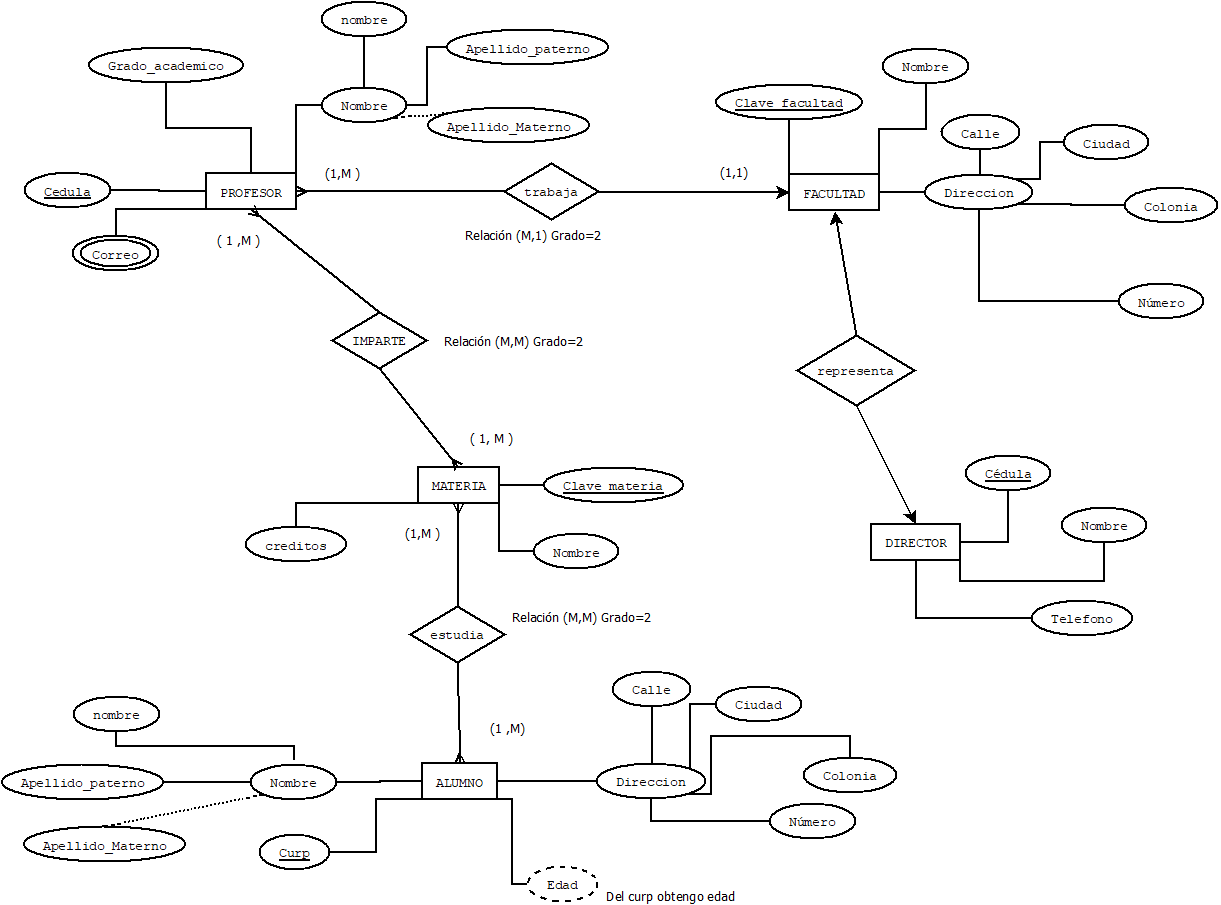 nombre
Apellido_paterno
Grado_academico
Nombre
Apellido_Materno
Nombre
Clave facultad
Calle
Ciudad
Cedula
PROFESOR
(1,M )
trabaja
(1,1)
FACULTAD
Direccion
Colonia
( 1 ,M )
Relación (M,1) Grado=2
Correo
Número
IMPARTE
Relación (M,M) Grado=2
representa
( 1, M )
MATERIA
Clave materia
Cédula
(1,M )
creditos
Nombre
DIRECTOR
Nombre
Telefono
estudia
Relación (M,M) Grado=2
Calle
Ciudad
nombre
(1 ,M)
Apellido_paterno
Nombre
ALUMNO
Direccion
Colonia
Número
Apellido_Materno
Curp
Edad
Del curp obtengo edad